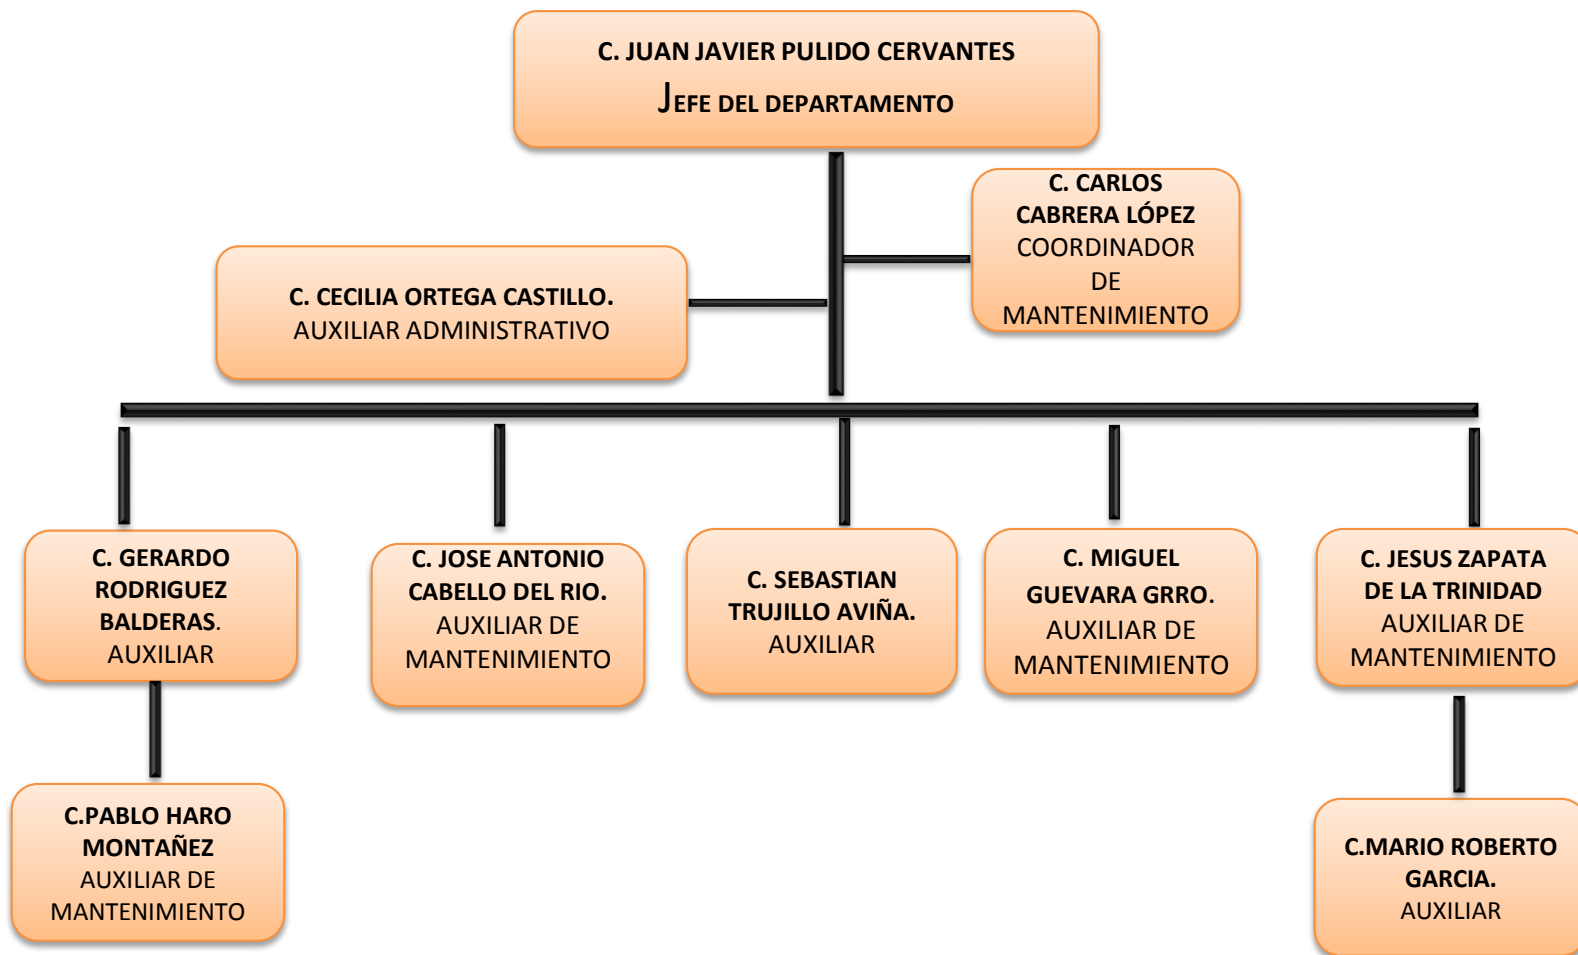 C. JUAN JAVIER PULIDO CERVANTES
JEFE DEL DEPARTAMENTO
C. CARLOS
CABRERA LÓPEZ
COORDINADOR
DE
MANTENIMIENTO
C. CECILIA ORTEGA CASTILLO.
AUXILIAR ADMINISTRATIVO
C. GERARDO
RODRIGUEZ
BALDERAS.
AUXILIAR
C. JOSE ANTONIO
CABELLO DEL RIO.
AUXILIAR DE
MANTENIMIENTO
C. SEBASTIAN
TRUJILLO AVIÑA.
AUXILIAR
C. MIGUEL
GUEVARA GRRO.
AUXILIAR DE
MANTENIMIENTO
C. JESUS ZAPATA
DE LA TRINIDAD
AUXILIAR DE
MANTENIMIENTO
C.PABLO HARO
MONTAÑEZ
AUXILIAR DE
MANTENIMIENTO
C.MARIO ROBERTO
GARCIA.
AUXILIAR